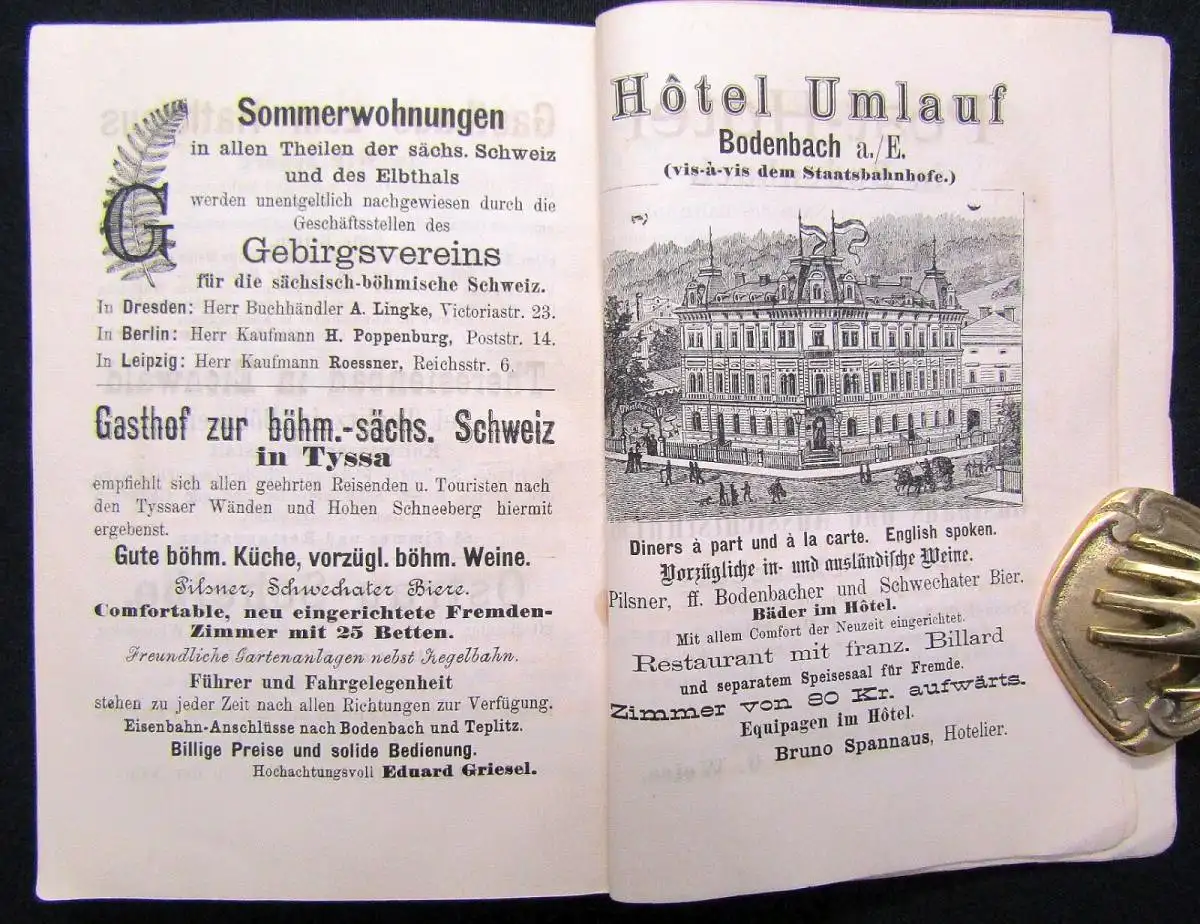 Sommerwohnungen
in allen Theilen der sächs. Schweiz
und des Elbthals
werden unentgeltlich nachgewiesen durch die
Geschäftsstellen des
G
Gebirgsvereins
für die sächsisch-böhmische Schweiz.
In Dresden: Herr Buchhändler A. Lingke, Victoriastr. 23.
In Berlin: Herr Kaufmann H. Poppenburg, Poststr. 14.
In Leipzig: Herr Kaufmann Roessner, Reichsstr. 6.
Gasthof zur böhm.-sächs. Schweiz
in Tyssa
empfiehlt sich allen geehrten Reisenden u. Touristen nach
den Tyssaer Wänden und Hohen Schneeberg hiermit
ergebenst.
Gute böhm. Küche, vorzügl. böhm. Weine.
Pilsner, Schwechater Biere.
Comfortable, neu eingerichtete Fremden-
Zimmer mit 25 Betten.
Freundliche Gartenanlagen nebst Kegelbahn.
Führer und Fahrgelegenheit
stehen zu jeder Zeit nach allen Richtungen zur Verfügung.
Eisenbahn-Anschlüsse nach Bodenbach und Teplitz.
Billige Preise und solide Bedienung.
Hochachtungsvoll Eduard Griesel.
Hôtel Umlauf
Bodenbach a./E.
(vis-à-vis dem Staatsbahnhofe.)
Diners à part und à la carte. English spoken.
Vorzügliche in- und ausländische Weine.
Pilsner, ff. Bodenbacher und Schwechater Bier.
Bäder im Hôtel.
Mit allem Comfort der Neuzeit eingerichtet.
Restaurant mit franz. Billard
und separatem Speisesaal für Fremde.
Zimmer von 80 Kr. aufwärts.
Equipagen im Hôtel.
Bruno Spannaus, Hotelier.